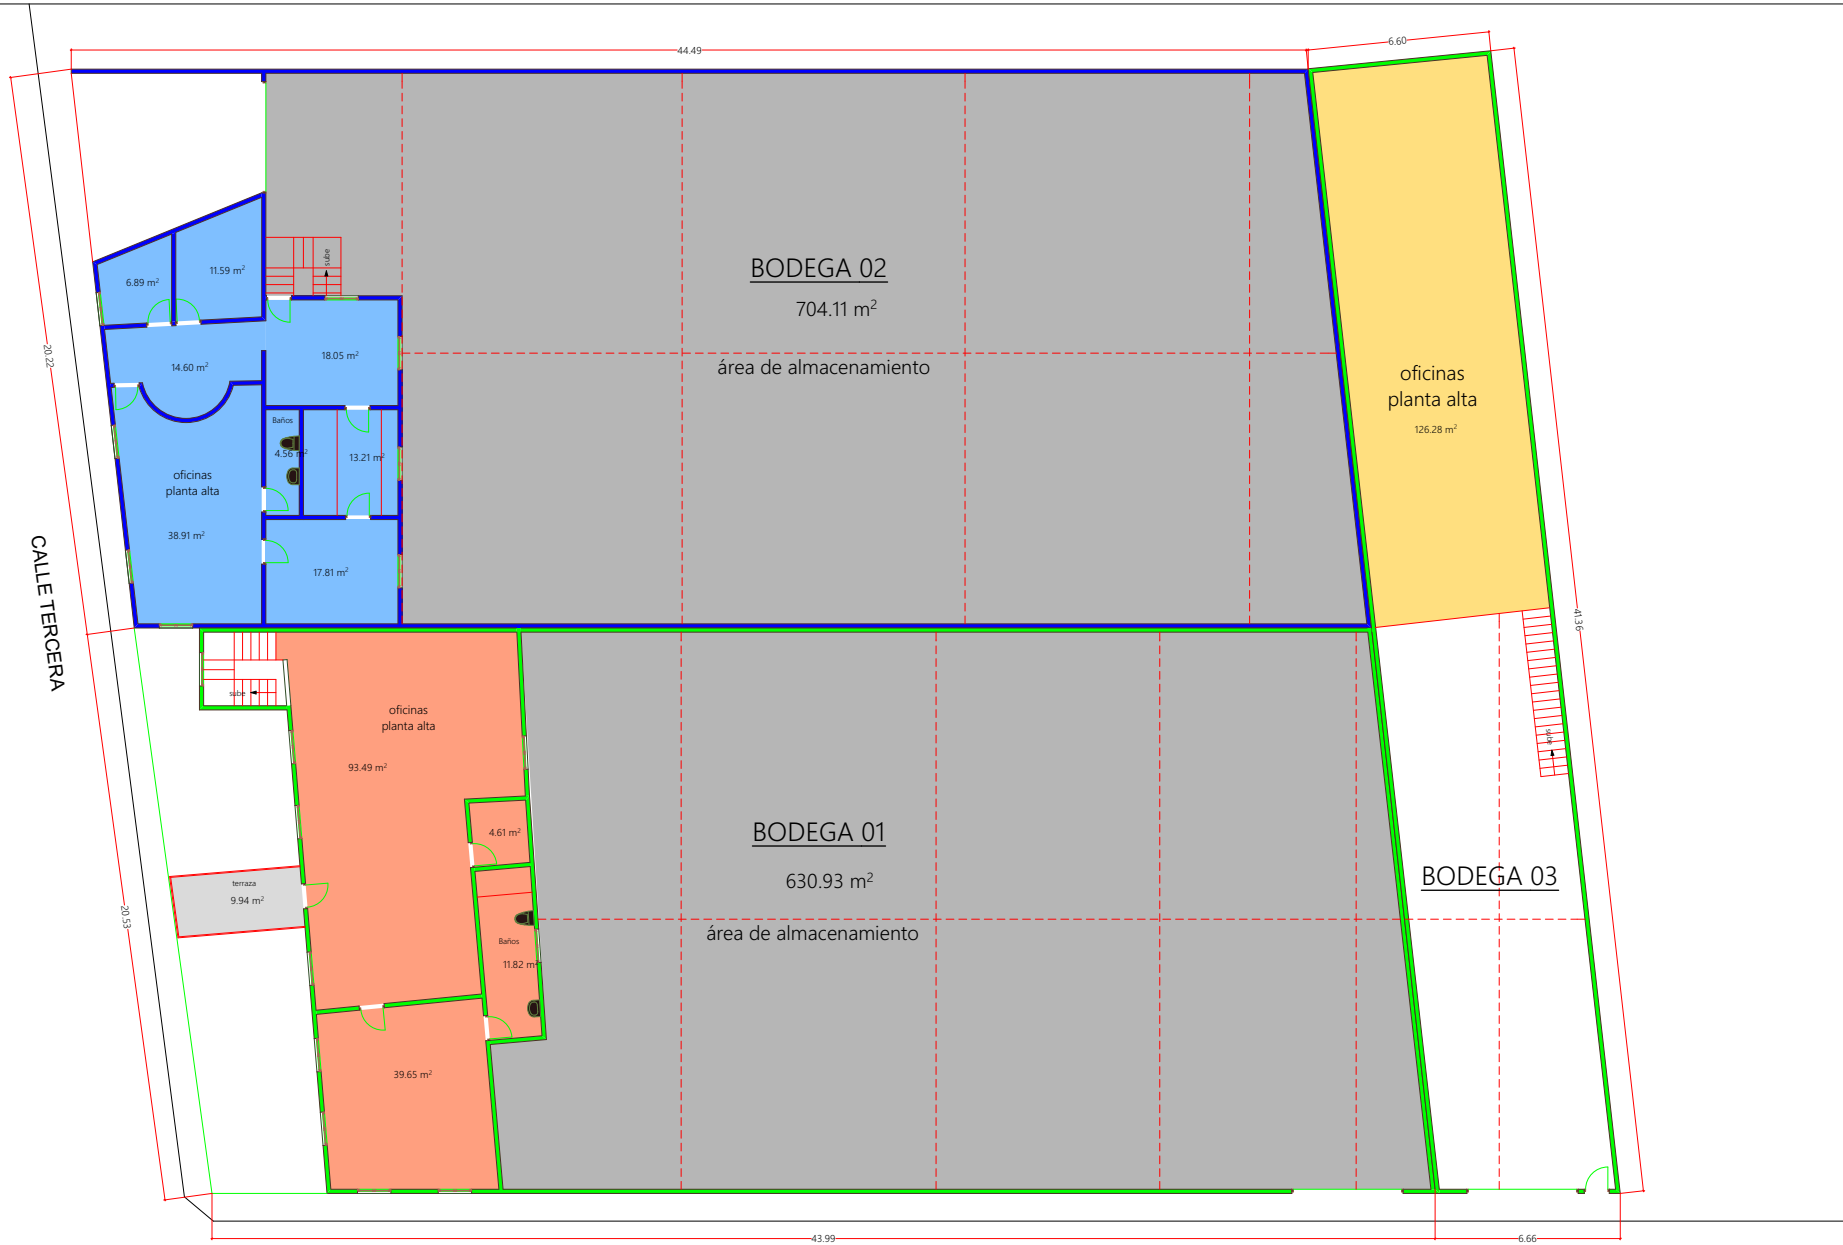 44.49
6.60
sube
BODEGA 02
6.89 m²
11.59 m²
704.11 m²
20.22
18.05 m²
14.60 m²
área de almacenamiento
oficinas
planta alta
126.28 m²
Baños
4.56 m²
13.21 m²
oficinas
planta alta
38.91 m²
17.81 m²
CALLE TERCERA
41.36
sube
oficinas
planta alta
sube
93.49 m²
4.61 m²
BODEGA 01
630.93 m²
BODEGA 03
terraza
9.94 m²
20.53
área de almacenamiento
Baños
11.82 m²
39.65 m²
43.99
6.66